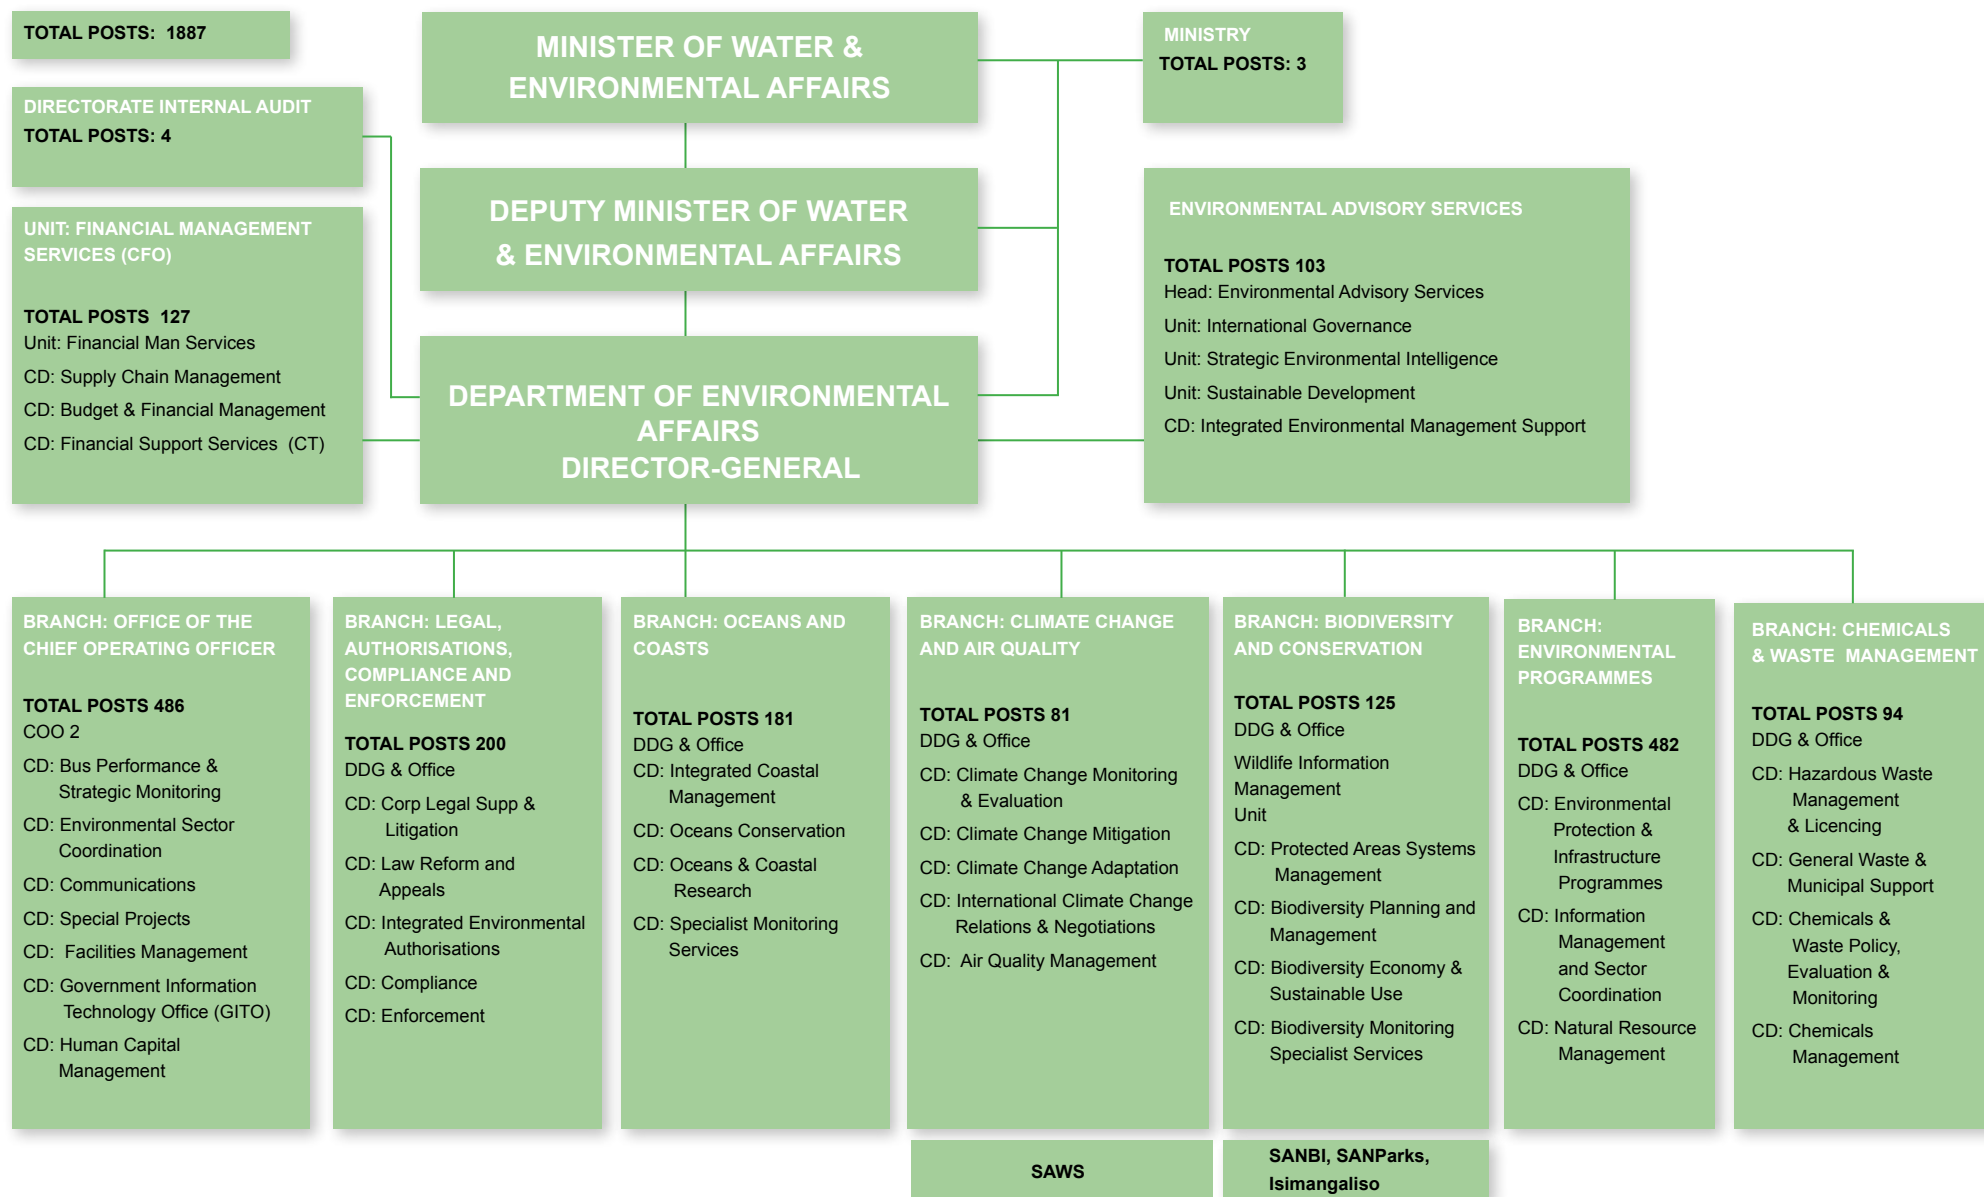 TOTAL POSTS: 1887
MINISTER OF WATER &
ENVIRONMENTAL AFFAIRS
MINISTRY
TOTAL POSTS: 3
DIRECTORATE INTERNAL AUDIT
TOTAL POSTS: 4
DEPUTY MINISTER OF WATER
& ENVIRONMENTAL AFFAIRS
UNIT: FINANCIAL MANAGEMENT
SERVICES (CFO)
TOTAL POSTS 127
Unit: Financial Man Services
CD: Supply Chain Management
CD: Budget & Financial Management
CD: Financial Support Services (CT)
DEPARTMENT OF ENVIRONMENTAL
AFFAIRS
DIRECTOR-GENERAL
ENVIRONMENTAL ADVISORY SERVICES
TOTAL POSTS 103
Head: Environmental Advisory Services
Unit: International Governance
Unit: Strategic Environmental Intelligence
Unit: Sustainable Development
CD: Integrated Environmental Management Support
BRANCH: OFFICE OF THE
CHIEF OPERATING OFFICER
TOTAL POSTS 486
COO 2
CD: Bus Performance &
Strategic Monitoring
CD: Environmental Sector
Coordination
CD: Communications
CD: Special Projects
CD: Facilities Management
CD: Government Information
Technology Office (GITO)
CD: Human Capital
Management
BRANCH: LEGAL,
AUTHORISATIONS,
COMPLIANCE AND
ENFORCEMENT
TOTAL POSTS 200
DDG & Office
CD: Corp Legal Supp &
Litigation
CD: Law Reform and
Appeals
CD: Integrated Environmental
Authorisations
CD: Compliance
CD: Enforcement
BRANCH: OCEANS AND
COASTS
TOTAL POSTS 181
DDG & Office
CD: Integrated Coastal
Management
CD: Oceans Conservation
CD: Oceans & Coastal
Research
CD: Specialist Monitoring
Services
BRANCH: CLIMATE CHANGE
AND AIR QUALITY
TOTAL POSTS 81
DDG & Office
CD: Climate Change Monitoring
& Evaluation
CD: Climate Change Mitigation
CD: Climate Change Adaptation
CD: International Climate Change
Relations & Negotiations
CD: Air Quality Management
SAWS
BRANCH: BIODIVERSITY
AND CONSERVATION
TOTAL POSTS 125
DDG & Office
Wildlife Information
Management
Unit
CD: Protected Areas Systems
Management
CD: Biodiversity Planning and
Management
CD: Biodiversity Economy &
Sustainable Use
CD: Biodiversity Monitoring
Specialist Services
SANBI, SANParks,
Isimangaliso
BRANCH:
ENVIRONMENTAL
PROGRAMMES
TOTAL POSTS 482
DDG & Office
CD: Environmental
Protection &
Infrastructure
Programmes
CD: Information
Management
and Sector
Coordination
CD: Natural Resource
Management
BRANCH: CHEMICALS
& WASTE MANAGEMENT
TOTAL POSTS 94
DDG & Office
CD: Hazardous Waste
Management
& Licencing
CD: General Waste &
Municipal Support
CD: Chemicals &
Waste Policy,
Evaluation &
Monitoring
CD: Chemicals
Management